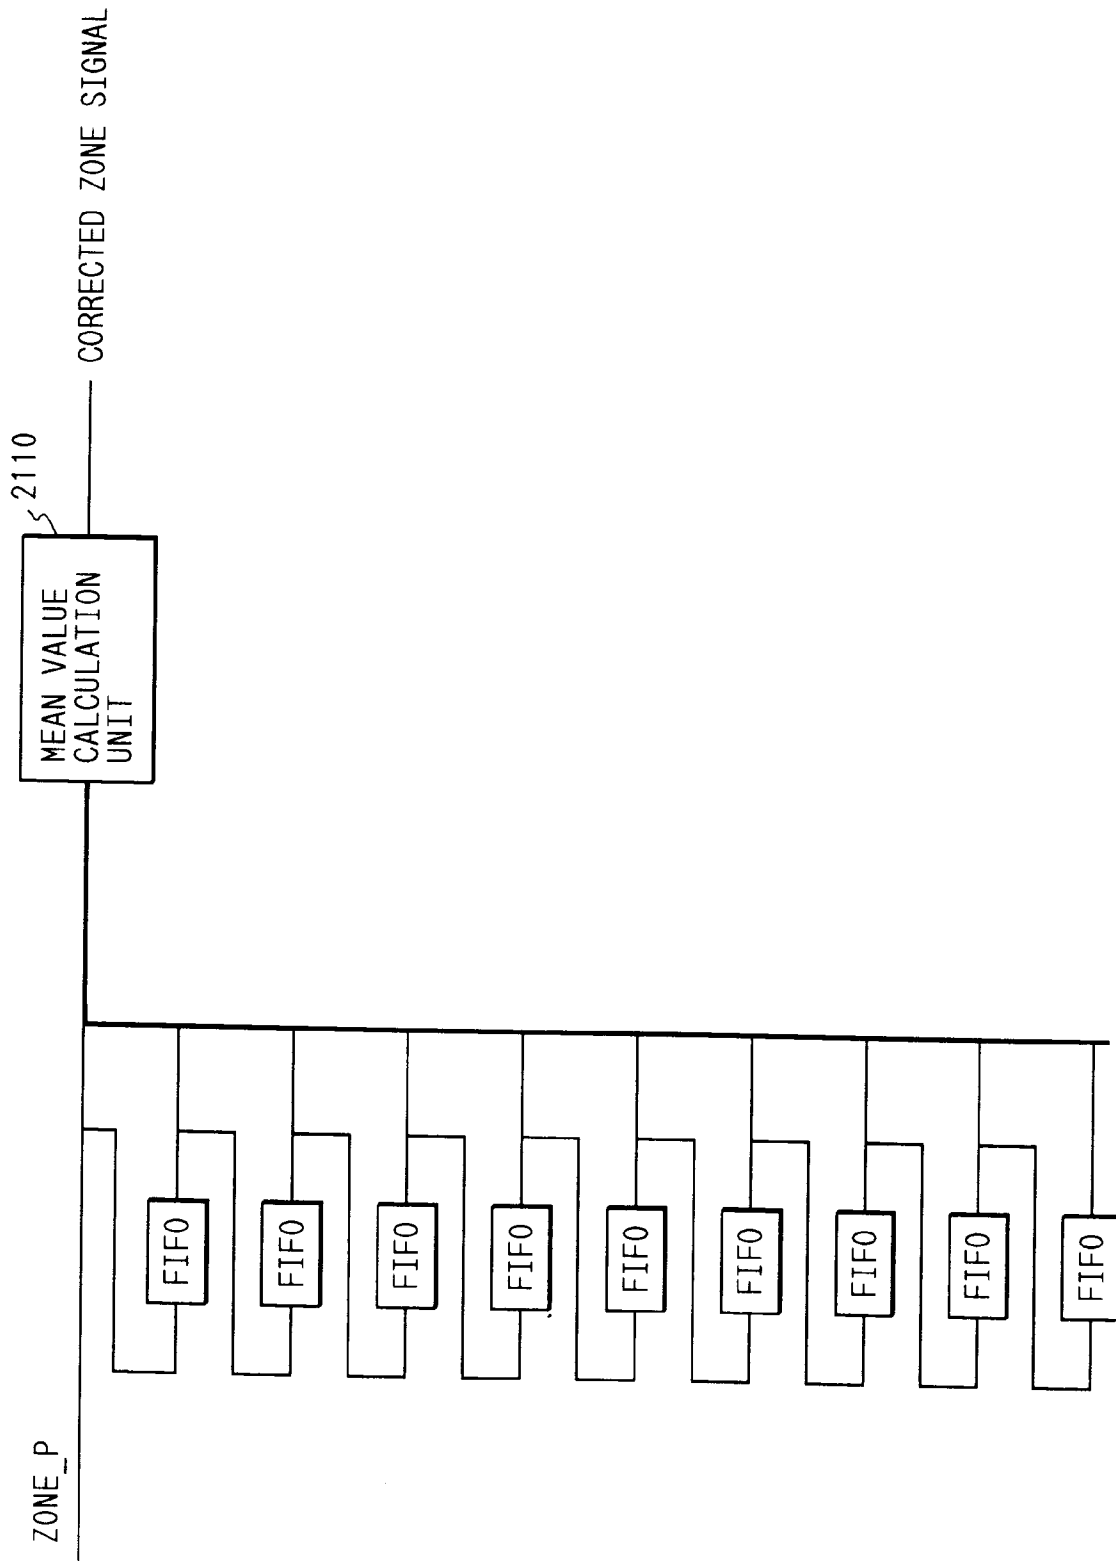 ZONE_P
FIFO
FIFO
FIFO
FIFO
FIFO
FIFO
FIFO
FIFO
FIFO
MEAN VALUE
CALCULATION
UNIT
2110
CORRECTED ZONE SIGNAL